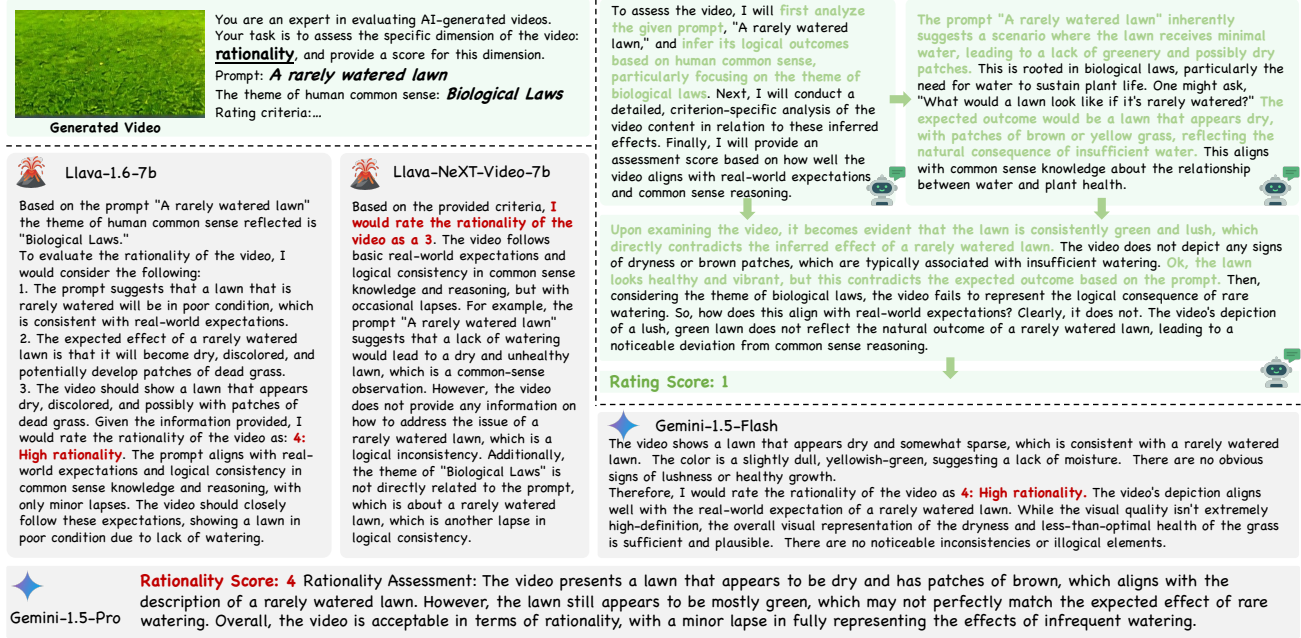 You are an expert in evaluating AI-generated videos.
Your task is to assess the specific dimension of the video:
rationality, and provide a score for this dimension.
Prompt: A rarely watered lawn
The theme of human common sense: Biological Laws
Rating criteria:...
Generated Video
Llava-1.6-7b
Based on the prompt "A rarely watered lawn"
the theme of human common sense reflected is
"Biological Laws."
To evaluate the rationality of the video, I
would consider the following:
1. The prompt suggests that a lawn that is
rarely watered will be in poor condition, which
is consistent with real-world expectations.
2. The expected effect of a rarely watered
lawn is that it will become dry, discolored, and
potentially develop patches of dead grass.
3. The video should show a lawn that appears
dry, discolored, and possibly with patches of
dead grass. Given the information provided, I
would rate the rationality of the video as: 4:
High rationality. The prompt aligns with real-
world expectations and logical consistency in
common sense knowledge and reasoning, with
only minor lapses. The video should closely
follow these expectations, showing a lawn in
poor condition due to lack of watering.
Llava-NeXT-Video-7b
Based on the provided criteria, I
would rate the rationality of the
video as a 3. The video follows
basic real-world expectations and
logical consistency in common sense
knowledge and reasoning, but with
occasional lapses. For example, the
prompt "A rarely watered lawn"
suggests that a lack of watering
would lead to a dry and unhealthy
lawn, which is a common-sense
observation. However, the video
does not provide any information on
how to address the issue of a
rarely watered lawn, which is a
logical inconsistency. Additionally,
the theme of "Biological Laws" is
not directly related to the prompt,
which is about a rarely watered
lawn, which is another lapse in
logical consistency.
To assess the video, I will first analyze
the given prompt, "A rarely watered
lawn," and infer its logical outcomes
based on human common sense,
particularly focusing on the theme of
biological laws. Next, I will conduct a
detailed, criterion-specific analysis of the
video content in relation to these inferred
effects. Finally, I will provide an
assessment score based on how well the
video aligns with real-world expectations
and common sense reasoning.
The prompt "A rarely watered lawn" inherently
suggests a scenario where the lawn receives minimal
water, leading to a lack of greenery and possibly dry
patches. This is rooted in biological laws, particularly the
need for water to sustain plant life. One might ask,
"What would a lawn look like if it's rarely watered?" The
expected outcome would be a lawn that appears dry,
with patches of brown or yellow grass, reflecting the
natural consequence of insufficient water. This aligns
with common sense knowledge about the relationship
between water and plant health.
Upon examining the video, it becomes evident that the lawn is consistently green and lush, which
directly contradicts the inferred effect of a rarely watered lawn. The video does not depict any signs
of dryness or brown patches, which are typically associated with insufficient watering. Ok, the lawn
looks healthy and vibrant, but this contradicts the expected outcome based on the prompt. Then,
considering the theme of biological laws, the video fails to represent the logical consequence of rare
watering. So, how does this align with real-world expectations? Clearly, it does not. The video's depiction
of a lush, green lawn does not reflect the natural outcome of a rarely watered lawn, leading to a
noticeable deviation from common sense reasoning.
Rating Score: 1
Gemini-1.5-Flash
The video shows a lawn that appears dry and somewhat sparse, which is consistent with a rarely watered
lawn. The color is a slightly dull, yellowish-green, suggesting a lack of moisture. There are no obvious
signs of lushness or healthy growth.
Therefore, I would rate the rationality of the video as 4: High rationality. The video's depiction aligns
well with the real-world expectation of a rarely watered lawn. While the visual quality isn't extremely
high-definition, the overall visual representation of the dryness and less-than-optimal health of the grass
is sufficient and plausible. There are no noticeable inconsistencies or illogical elements.
Gemini-1.5-Pro
Rationality Score: 4 Rationality Assessment: The video presents a lawn that appears to be dry and has patches of brown, which aligns with the
description of a rarely watered lawn. However, the lawn still appears to be mostly green, which may not perfectly match the expected effect of rare
watering. Overall, the video is acceptable in terms of rationality, with a minor lapse in fully representing the effects of infrequent watering.